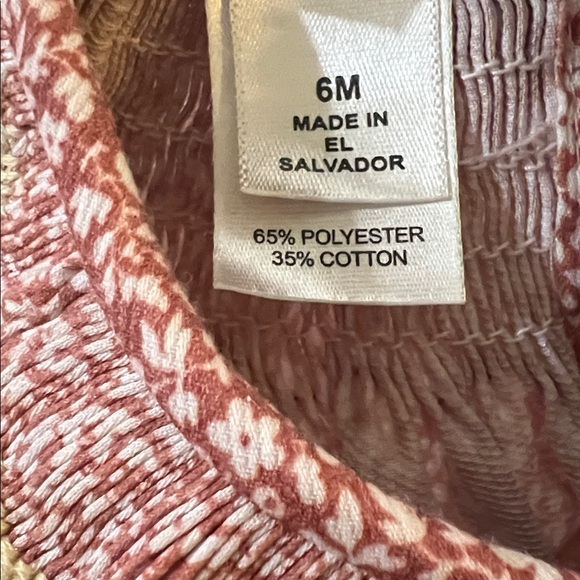 6M
MADE IN
EL
SALVADOR
65% POLYESTER
35% COTTON